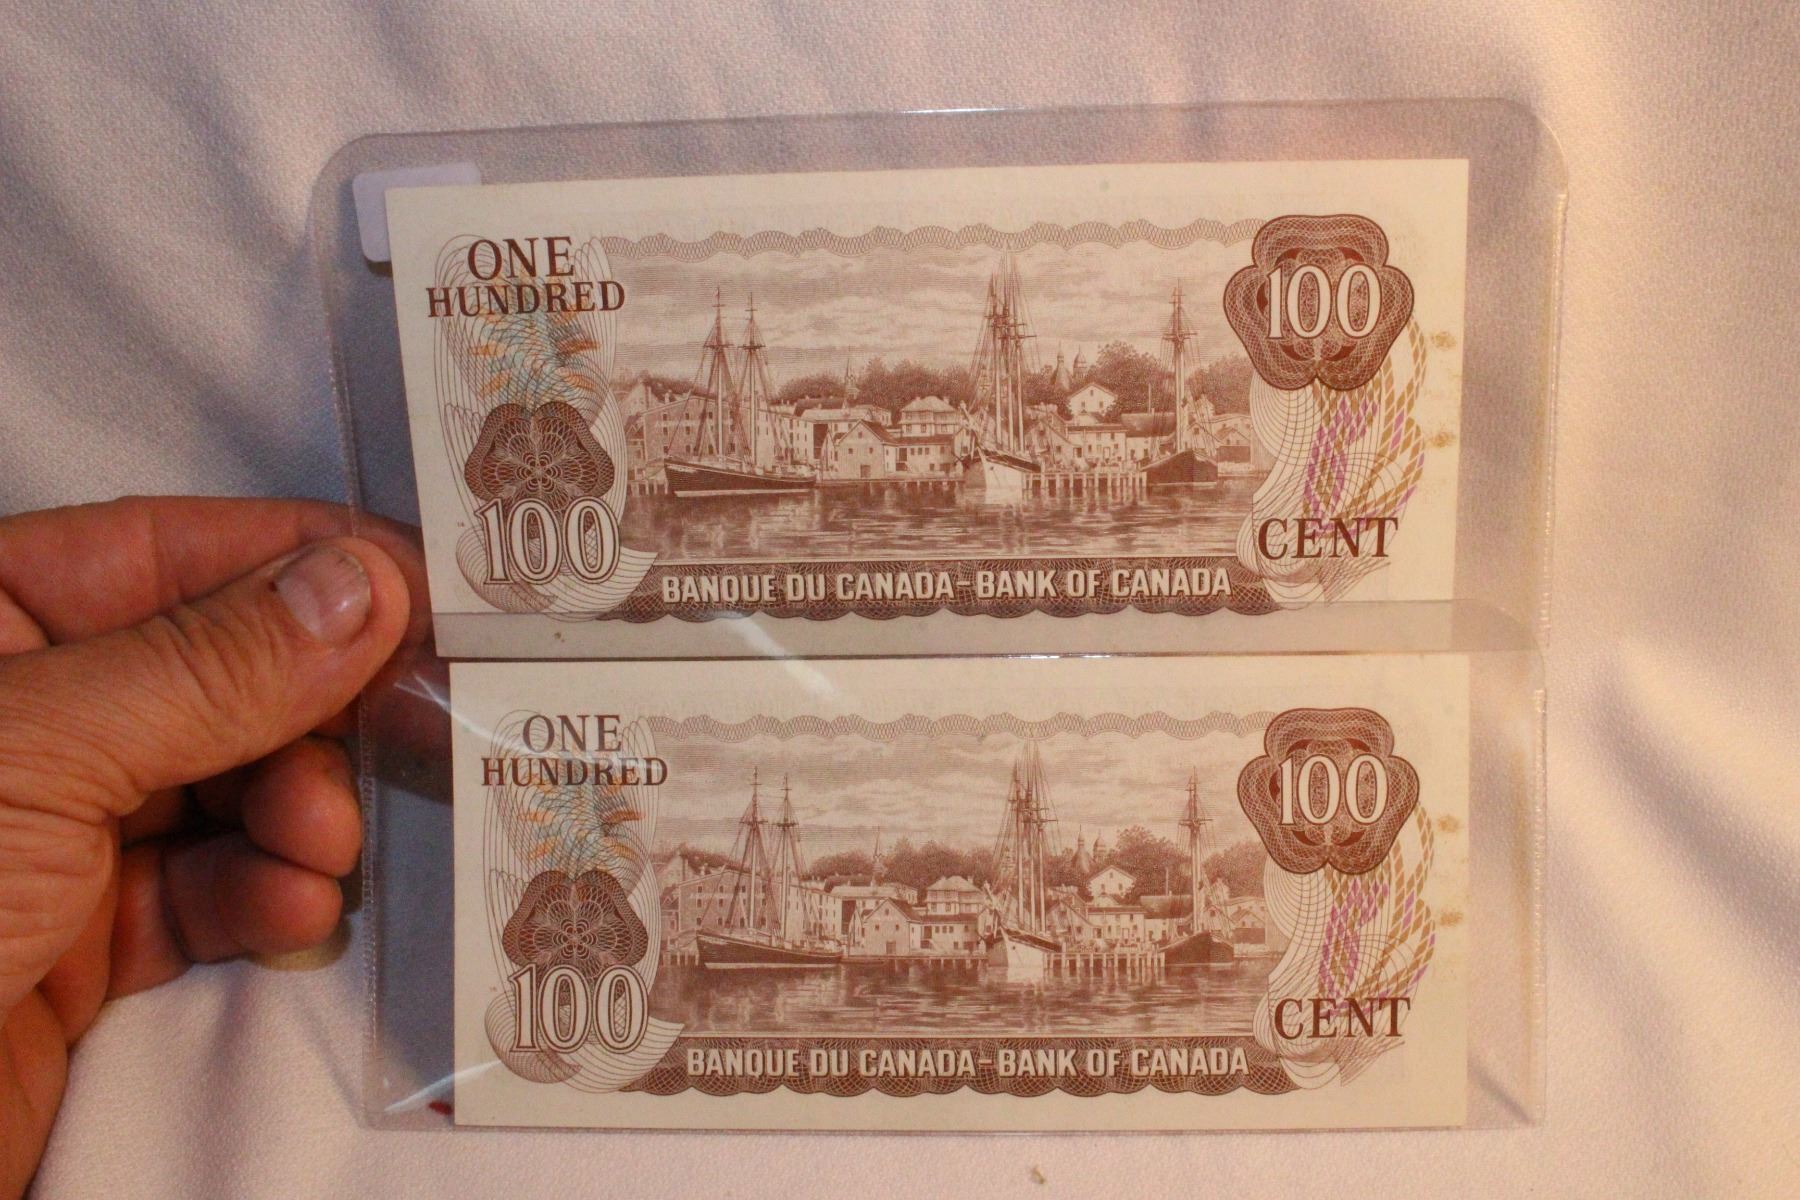 ONE
HUNDRED
100
100
CENT
BANQUE DU CANADA-BANK OF CANADA
ONE
HUNDRED
100
100
CENT
BANQUE DU CANADA-BANK OF CANADA